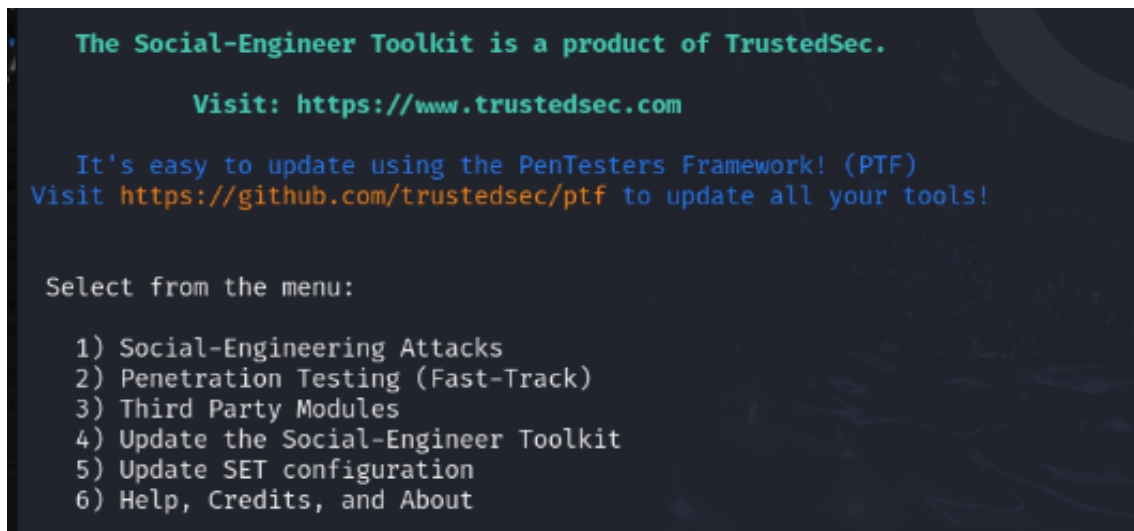 The Social-Engineer Toolkit is a product of TrustedSec.
Visit: https://www.trustedsec.com
It's easy to update using the PenTesters Framework! (PTF)
Visit https://github.com/trustedsec/ptf to update all your tools!
Select from the menu:
1) Social-Engineering Attacks
2) Penetration Testing (Fast-Track)
3) Third Party Modules
4) Update the Social-Engineer Toolkit
5) Update SET configuration
6) Help, Credits, and About